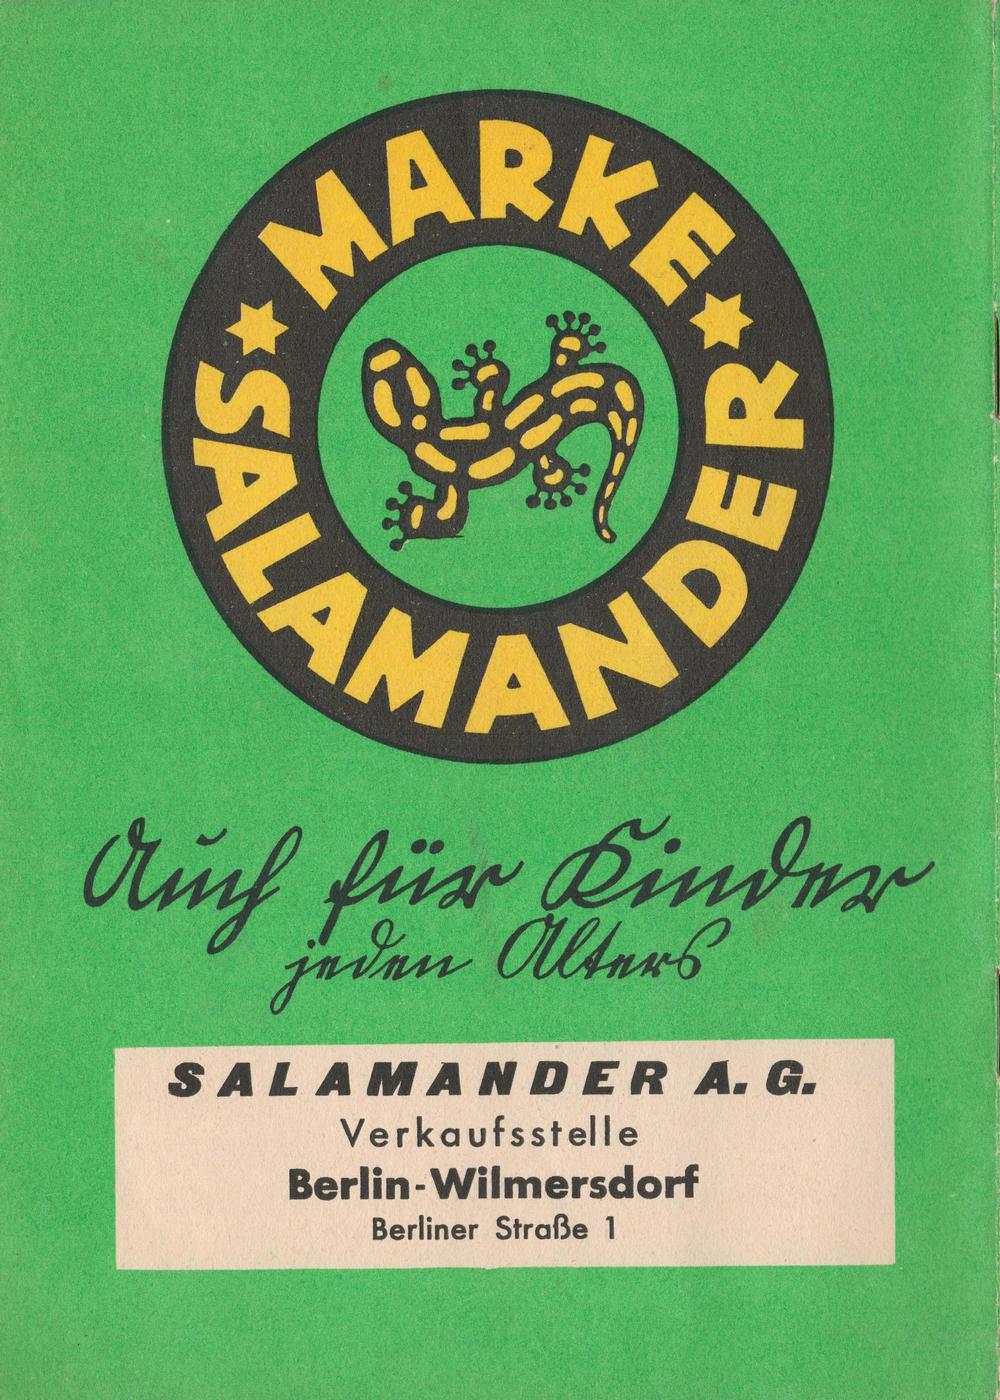 MARKE
SALAMANDER
Auch für Kinder
jeden Alters
SALAMANDER A.G.
Verkaufsstelle
Berlin-Wilmersdorf
Berliner Straße 1